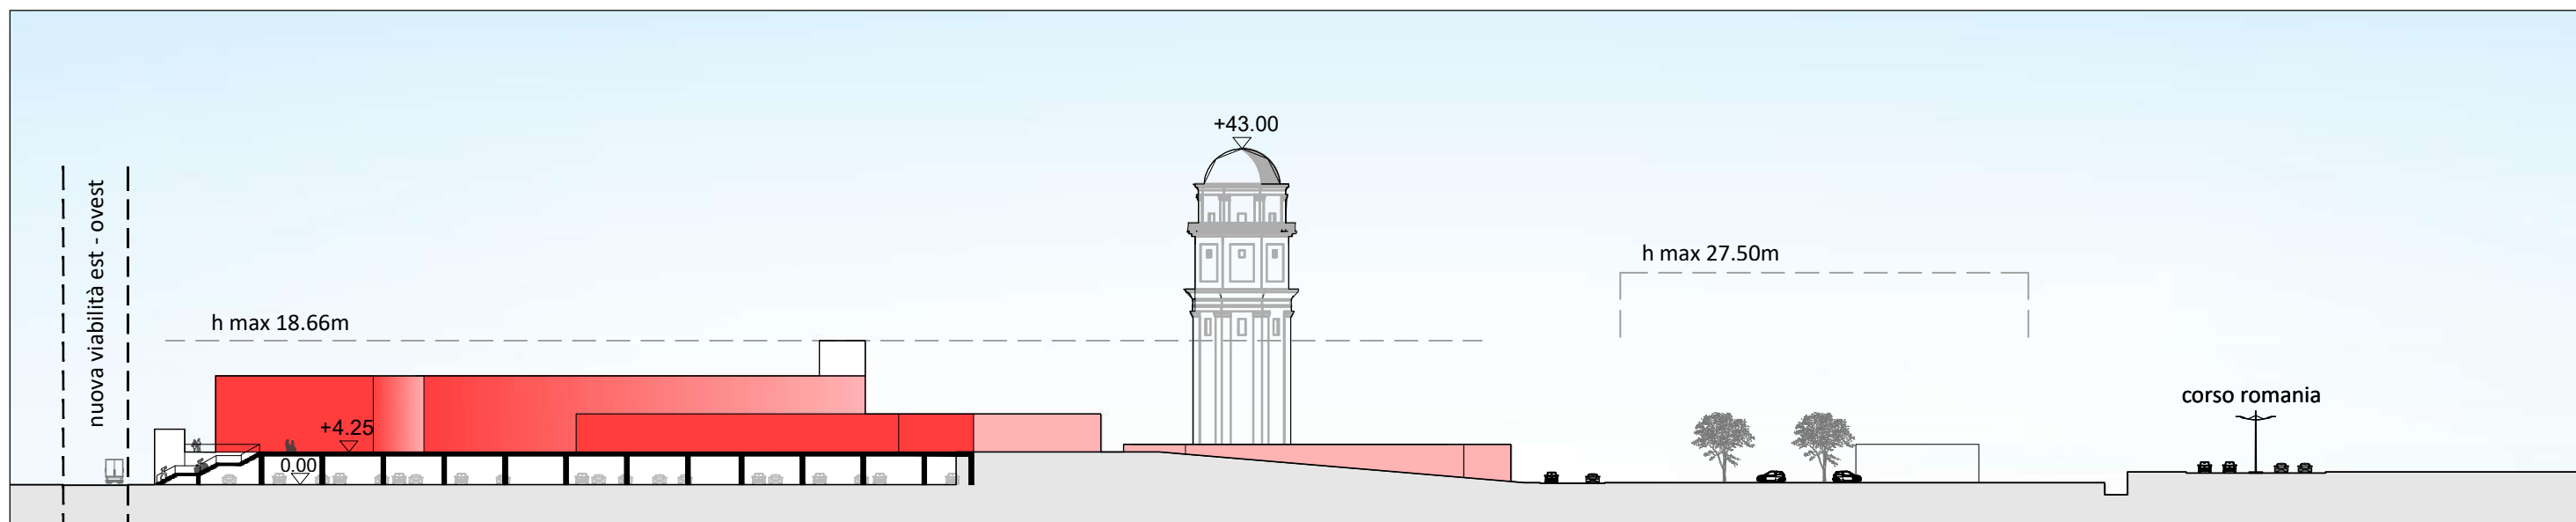 +43.00
nuova viabilità est - ovest
h max 27.50m
h max 18.66m
corso romania
+4.25
0.00